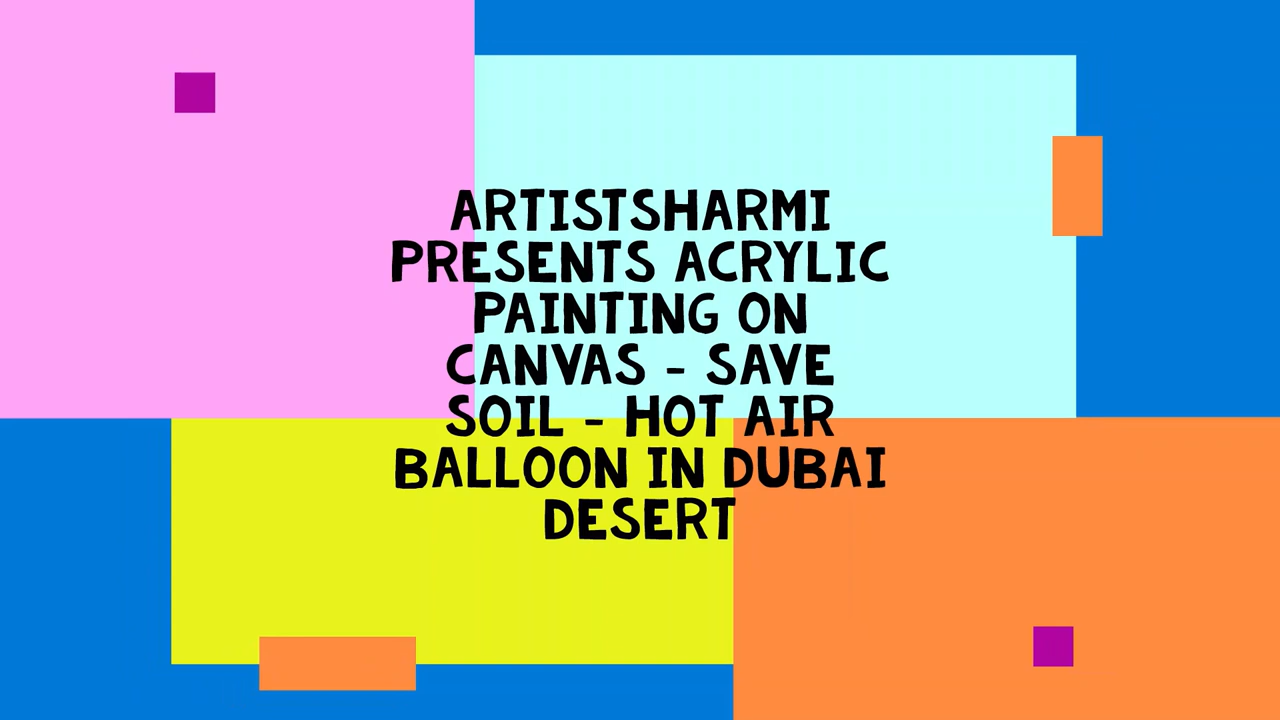 ARTISTSHARMI
PRESENTS ACRYLIC
PAINTING ON
CANVAS - SAVE
SOIL - HOT AIR
BALLOON IN DUBAI
DESERT